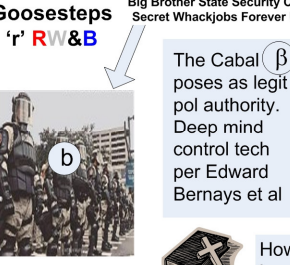 Goosesteps
'r' RW&B
Big Brother State Security
Secret Whackjobs Forever
b
The Cabal β
poses as legit
pol authority.
Deep mind
control tech
per Edward
Bernays et al